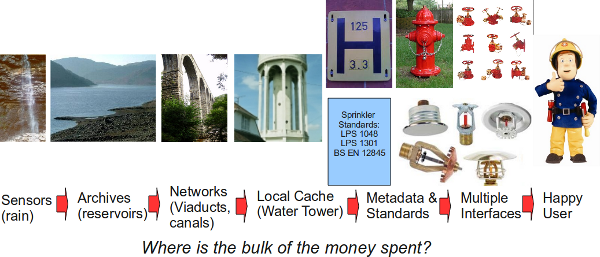 125
H
3.3
Sprinkler
Standards:
LPS 1048
LPS 1301
BS EN 12845
Sensors
(rain)
Archives
(reservoirs)
Networks
(Viaducts,
canals)
Local Cache
(Water Tower)
Metadata &
Standards
Multiple
Interfaces
Happy
User
Where is the bulk of the money spent?